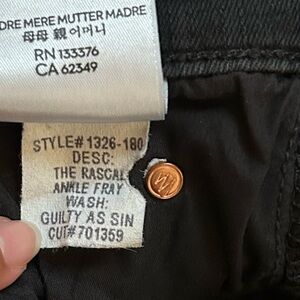 DRE MERE MUTTER MADRE
母母 親 어머니
RN 133376
CA 62349
STYLE# 1326-180
DESC:
THE RASCAL
ANKLE FRAY
WASH:
GUILTY AS SIN
CUT# 701359